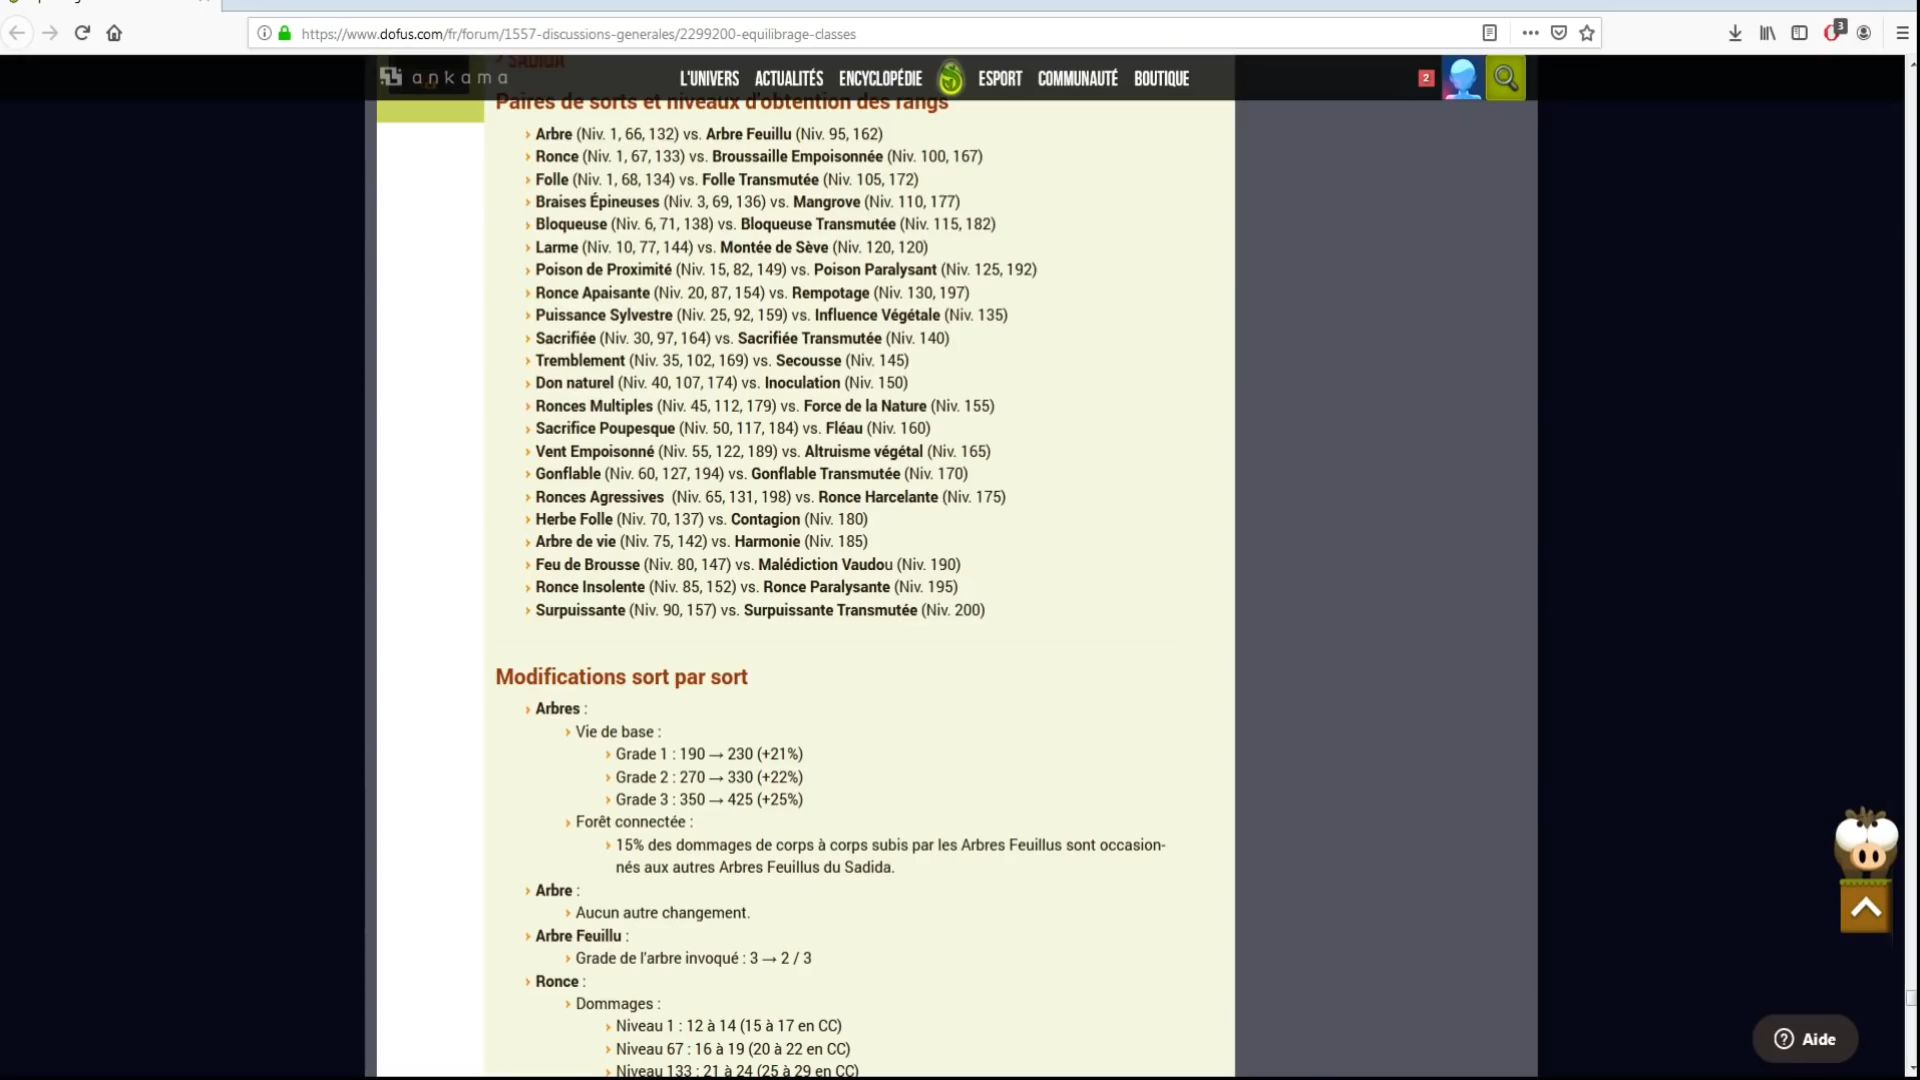 https://www.dofus.com/fr/forum/1557-discussions-generales/2299200-equilibrage-classes
3
SADIDA
ankama
L'UNIVERS ACTUALITÉS ENCYCLOPÉDIE ESPORT COMMUNAUTÉ BOUTIQUE
2
Paires de sorts et niveaux d'obtention des rangs
Arbre (Niv. 1, 66, 132) vs. Arbre Feuillu (Niv. 95, 162)
Ronce (Niv. 1, 67, 133) vs. Broussaille Empoisonnée (Niv. 100, 167)
Folle (Niv. 1, 68, 134) vs. Folle Transmutée (Niv. 105, 172)
Braises Épineuses (Niv. 3, 69, 136) vs. Mangrove (Niv. 110, 177)
Bloqueuse (Niv. 6, 71, 138) vs. Bloqueuse Transmutée (Niv. 115, 182)
Larme (Niv. 10, 77, 144) vs. Montée de Sève (Niv. 120, 120)
Poison de Proximité (Niv. 15, 82, 149) vs. Poison Paralysant (Niv. 125, 192)
Ronce Apaisante (Niv. 20, 87, 154) vs. Rempotage (Niv. 130, 197)
Puissance Sylvestre (Niv. 25, 92, 159) vs. Influence Végétale (Niv. 135)
Sacrifiée (Niv. 30, 97, 164) vs. Sacrifiée Transmutée (Niv. 140)
Tremblement (Niv. 35, 102, 169) vs. Secousse (Niv. 145)
Don naturel (Niv. 40, 107, 174) vs. Inoculation (Niv. 150)
Ronces Multiples (Niv. 45, 112, 179) vs. Force de la Nature (Niv. 155)
Sacrifice Poupesque (Niv. 50, 117, 184) vs. Fléau (Niv. 160)
Vent Empoisonné (Niv. 55, 122, 189) vs. Altruisme végétal (Niv. 165)
Gonflable (Niv. 60, 127, 194) vs. Gonflable Transmutée (Niv. 170)
Ronces Agressives (Niv. 65, 131, 198) vs. Ronce Harcelante (Niv. 175)
Herbe Folle (Niv. 70, 137) vs. Contagion (Niv. 180)
Arbre de vie (Niv. 75, 142) vs. Harmonie (Niv. 185)
Feu de Brousse (Niv. 80, 147) vs. Malédiction Vaudou (Niv. 190)
Ronce Insolente (Niv. 85, 152) vs. Ronce Paralysante (Niv. 195)
Surpuissante (Niv. 90, 157) vs. Surpuissante Transmutée (Niv. 200)
Modifications sort par sort
Arbres :
Vie de base :
Grade 1 : 190 → 230 (+21%)
Grade 2 : 270 → 330 (+22%)
Grade 3 : 350 → 425 (+25%)
Forêt connectée :
15% des dommages de corps à corps subis par les Arbres Feuillus sont occasion-
nés aux autres Arbres Feuillus du Sadida.
Arbre :
Aucun autre changement.
Arbre Feuillu :
Grade de l'arbre invoqué : 3 → 2 / 3
Ronce :
Dommages :
Niveau 1 : 12 à 14 (15 à 17 en CC)
Niveau 67 : 16 à 19 (20 à 22 en CC)
Niveau 133 : 21 à 24 (25 à 29 en CC)
Aide